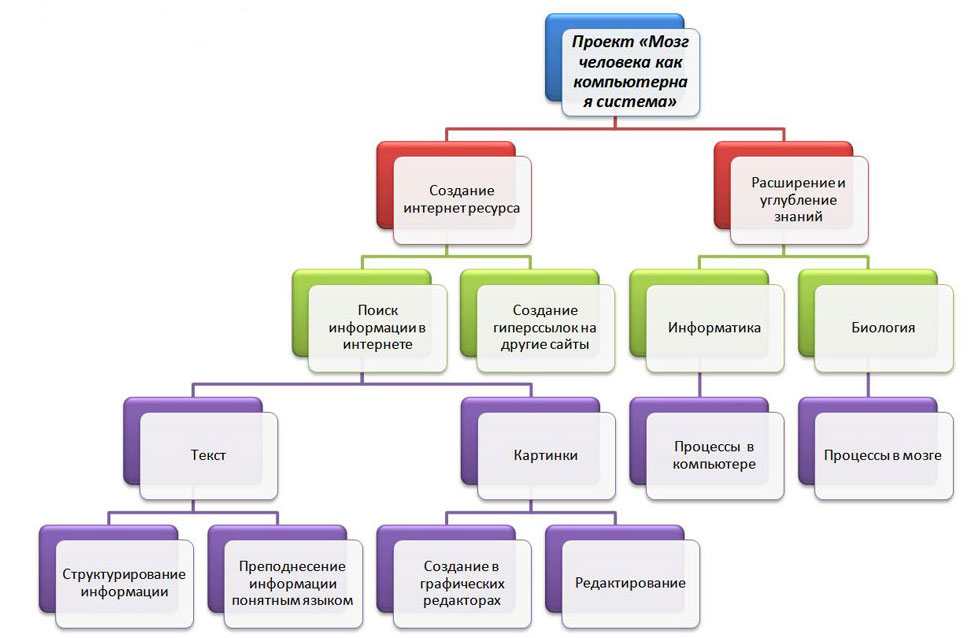 Проект «Мозг
человека как
компьютерна
я система»
Создание
интернет ресурса
Расширение и
углубление
знаний
Поиск
информации в
интернете
Создание
гиперссылок на
другие сайты
Информатика
Биология
Текст
Картинки
Процессы в
компьютере
Процессы в мозге
Структурирование
информации
Преподнесение
информации
понятным языком
Создание в
графических
редакторах
Редактирование